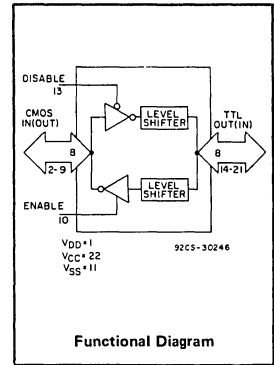 DISABLE
13
CMOS
IN(OUT)
LEVEL
SHIFTER
TTL
OUT(IN)
8
8
2-9
14-21
LEVEL
SHIFTER
ENABLE
10
VDD=1
VCC=22
VSS=11
92CS-30246
Functional Diagram